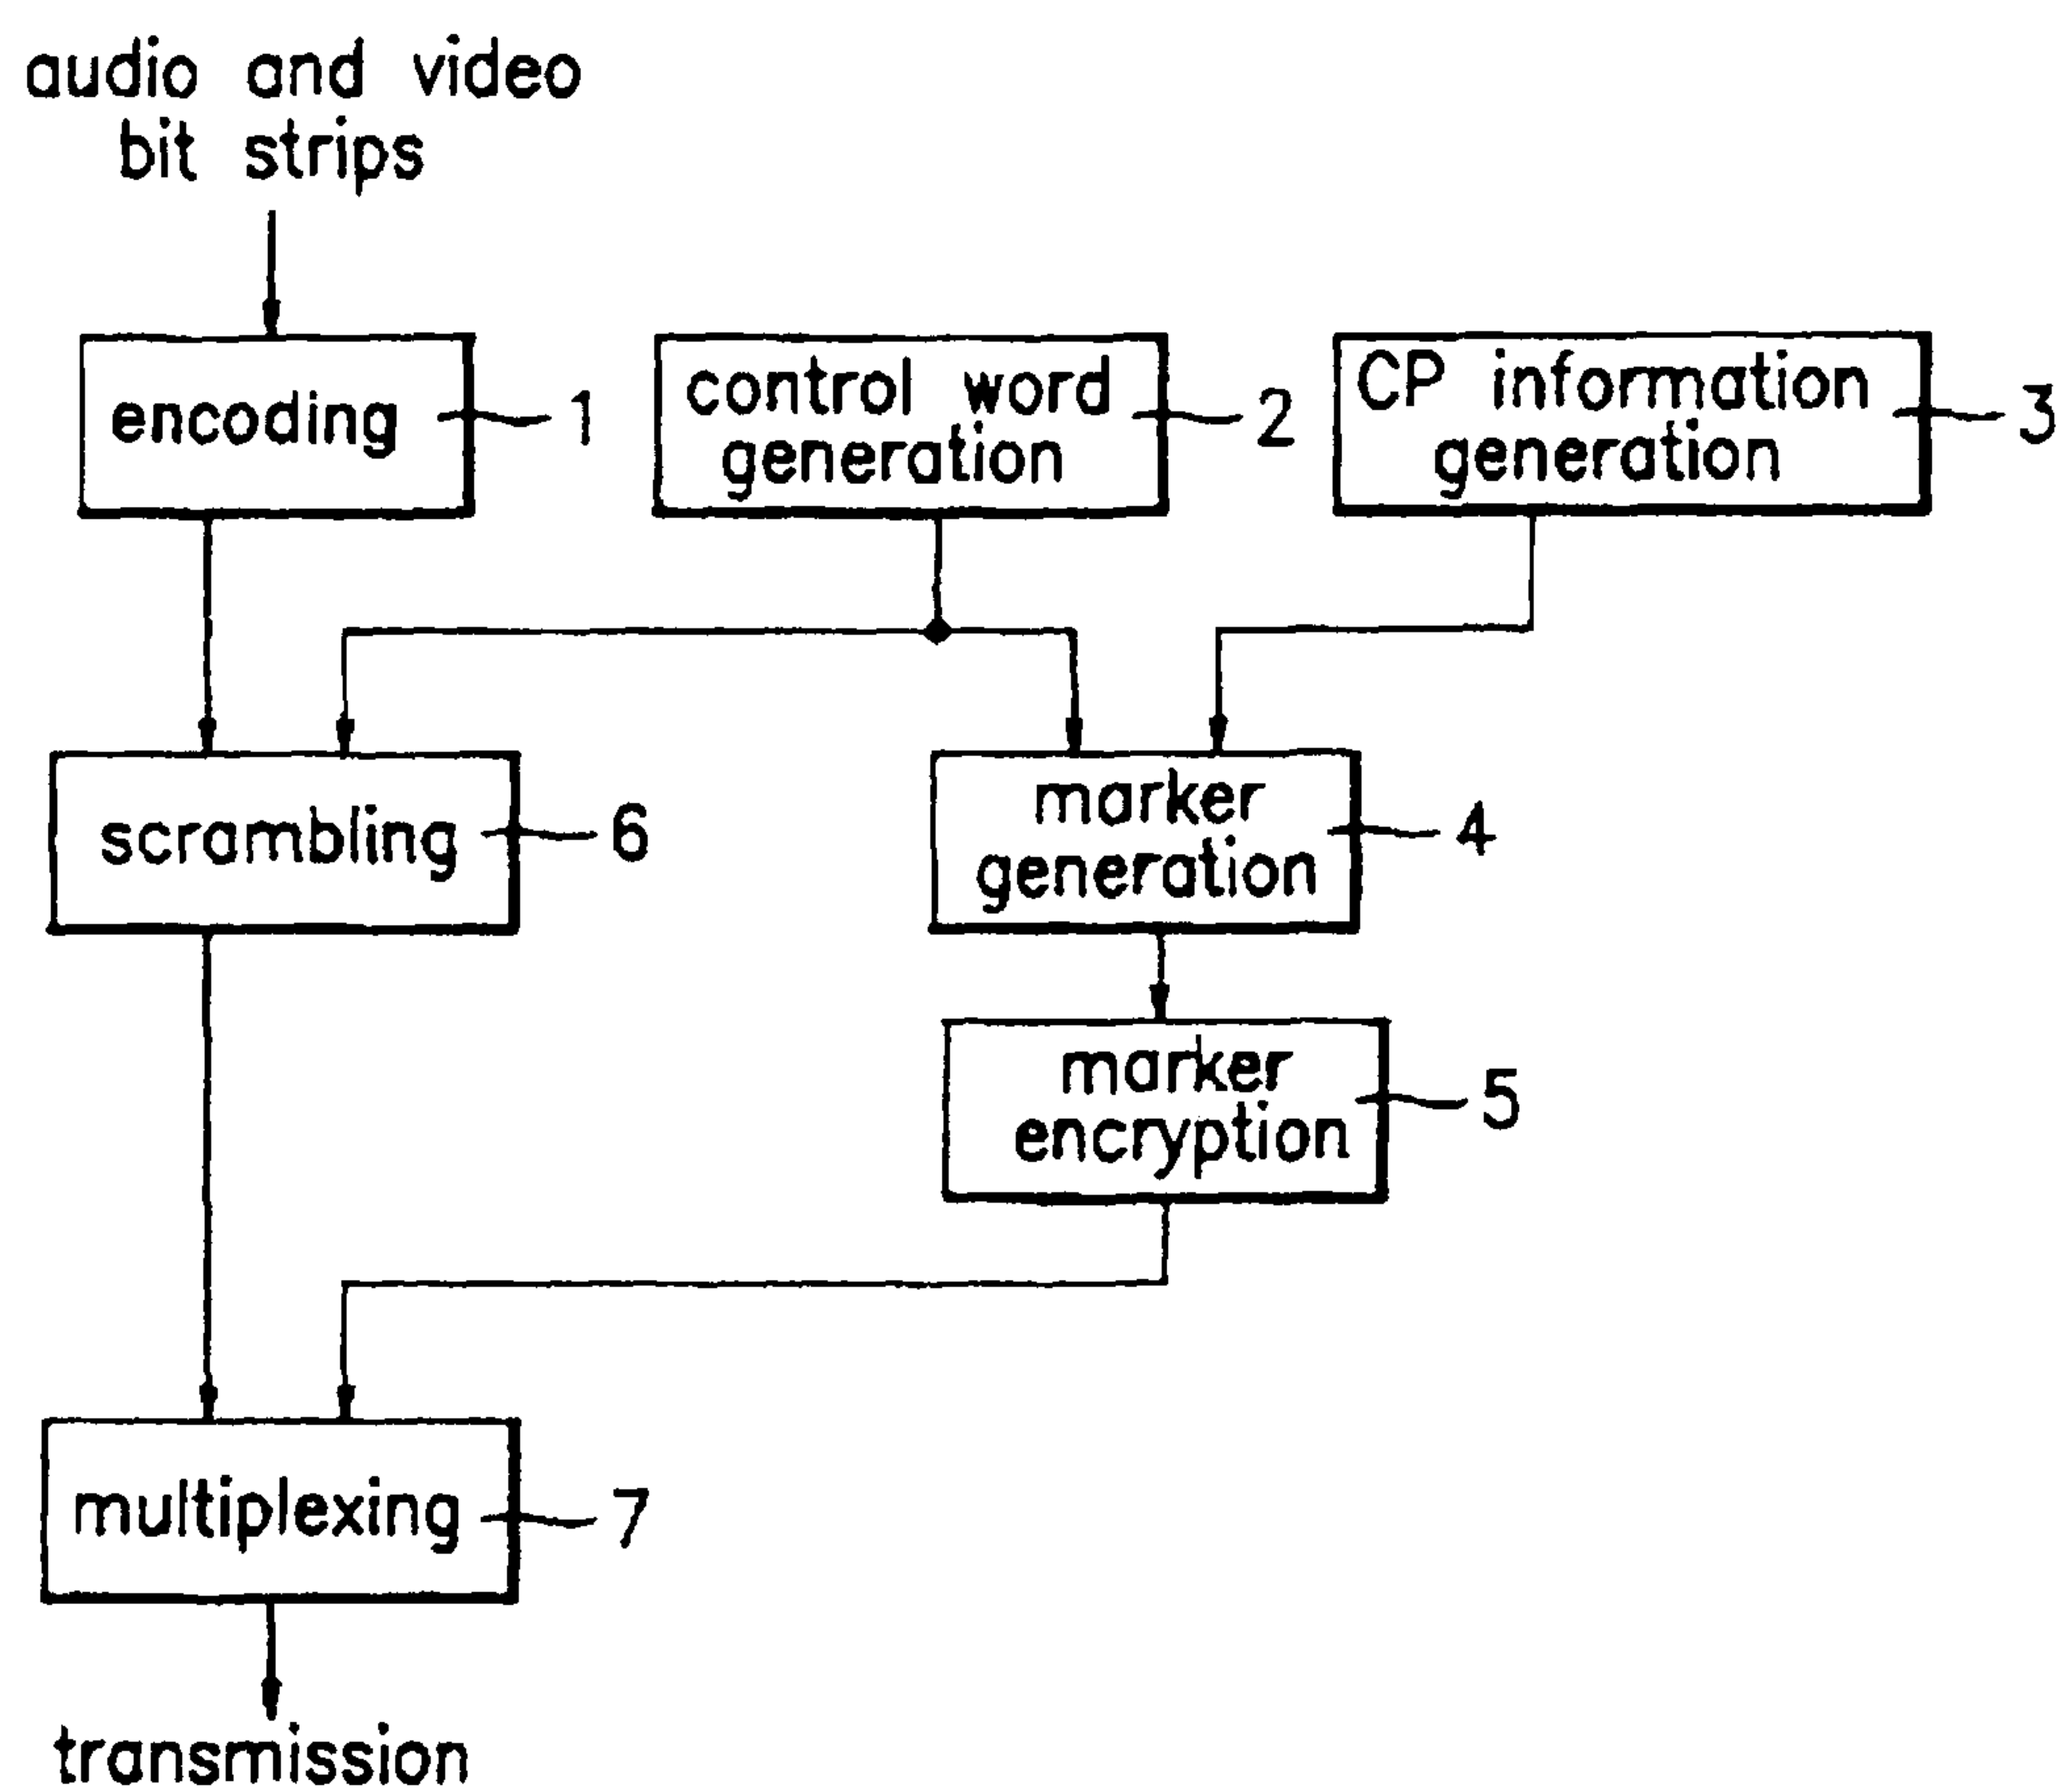 audio and video
bit strips
encoding
1
control word
generation
2
CP information
generation
3
scrambling
6
marker
generation
4
marker
encryption
5
multiplexing
7
transmission